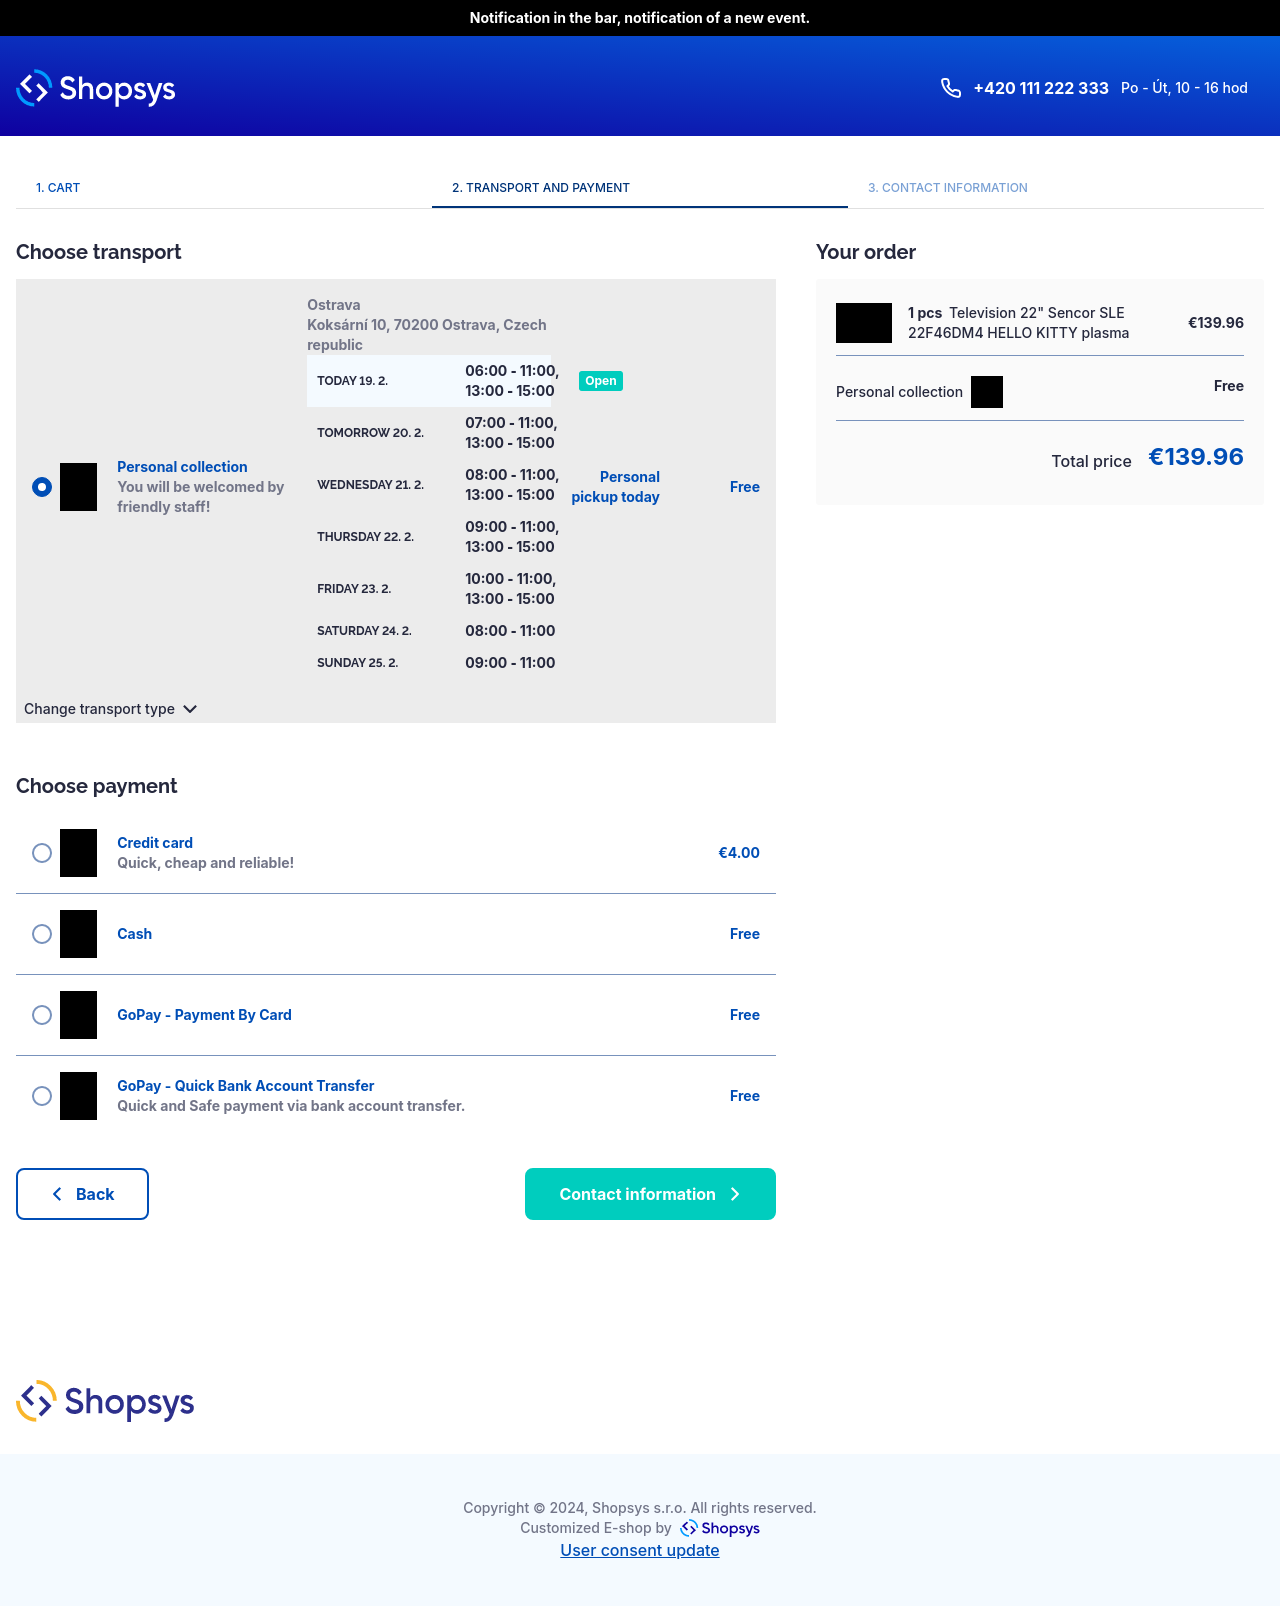 Notification in the bar, notification of a new event.
Shopsys
+420 111 222 333 Po - Út, 10 - 16 hod
1. CART
2. TRANSPORT AND PAYMENT
3. CONTACT INFORMATION
Choose transport
Personal collection
You will be welcomed by
friendly staff!
Ostrava
Koksární 10, 70200 Ostrava, Czech
republic
TODAY 19. 2.
06:00 - 11:00,
13:00 - 15:00
Open
TOMORROW 20. 2.
07:00 - 11:00,
13:00 - 15:00
WEDNESDAY 21. 2.
08:00 - 11:00,
13:00 - 15:00
THURSDAY 22. 2.
09:00 - 11:00,
13:00 - 15:00
FRIDAY 23. 2.
10:00 - 11:00,
13:00 - 15:00
SATURDAY 24. 2.
08:00 - 11:00
SUNDAY 25. 2.
09:00 - 11:00
Personal
pickup today
Free
Change transport type
Choose payment
Credit card
Quick, cheap and reliable!
€4.00
Cash
Free
GoPay - Payment By Card
Free
GoPay - Quick Bank Account Transfer
Quick and Safe payment via bank account transfer.
Free
Back
Contact information
Your order
1 pcs Television 22" Sencor SLE
22F46DM4 HELLO KITTY plasma
€139.96
Personal collection
Free
Total price €139.96
Shopsys
Copyright © 2024, Shopsys s.r.o. All rights reserved.
Customized E-shop by Shopsys
User consent update